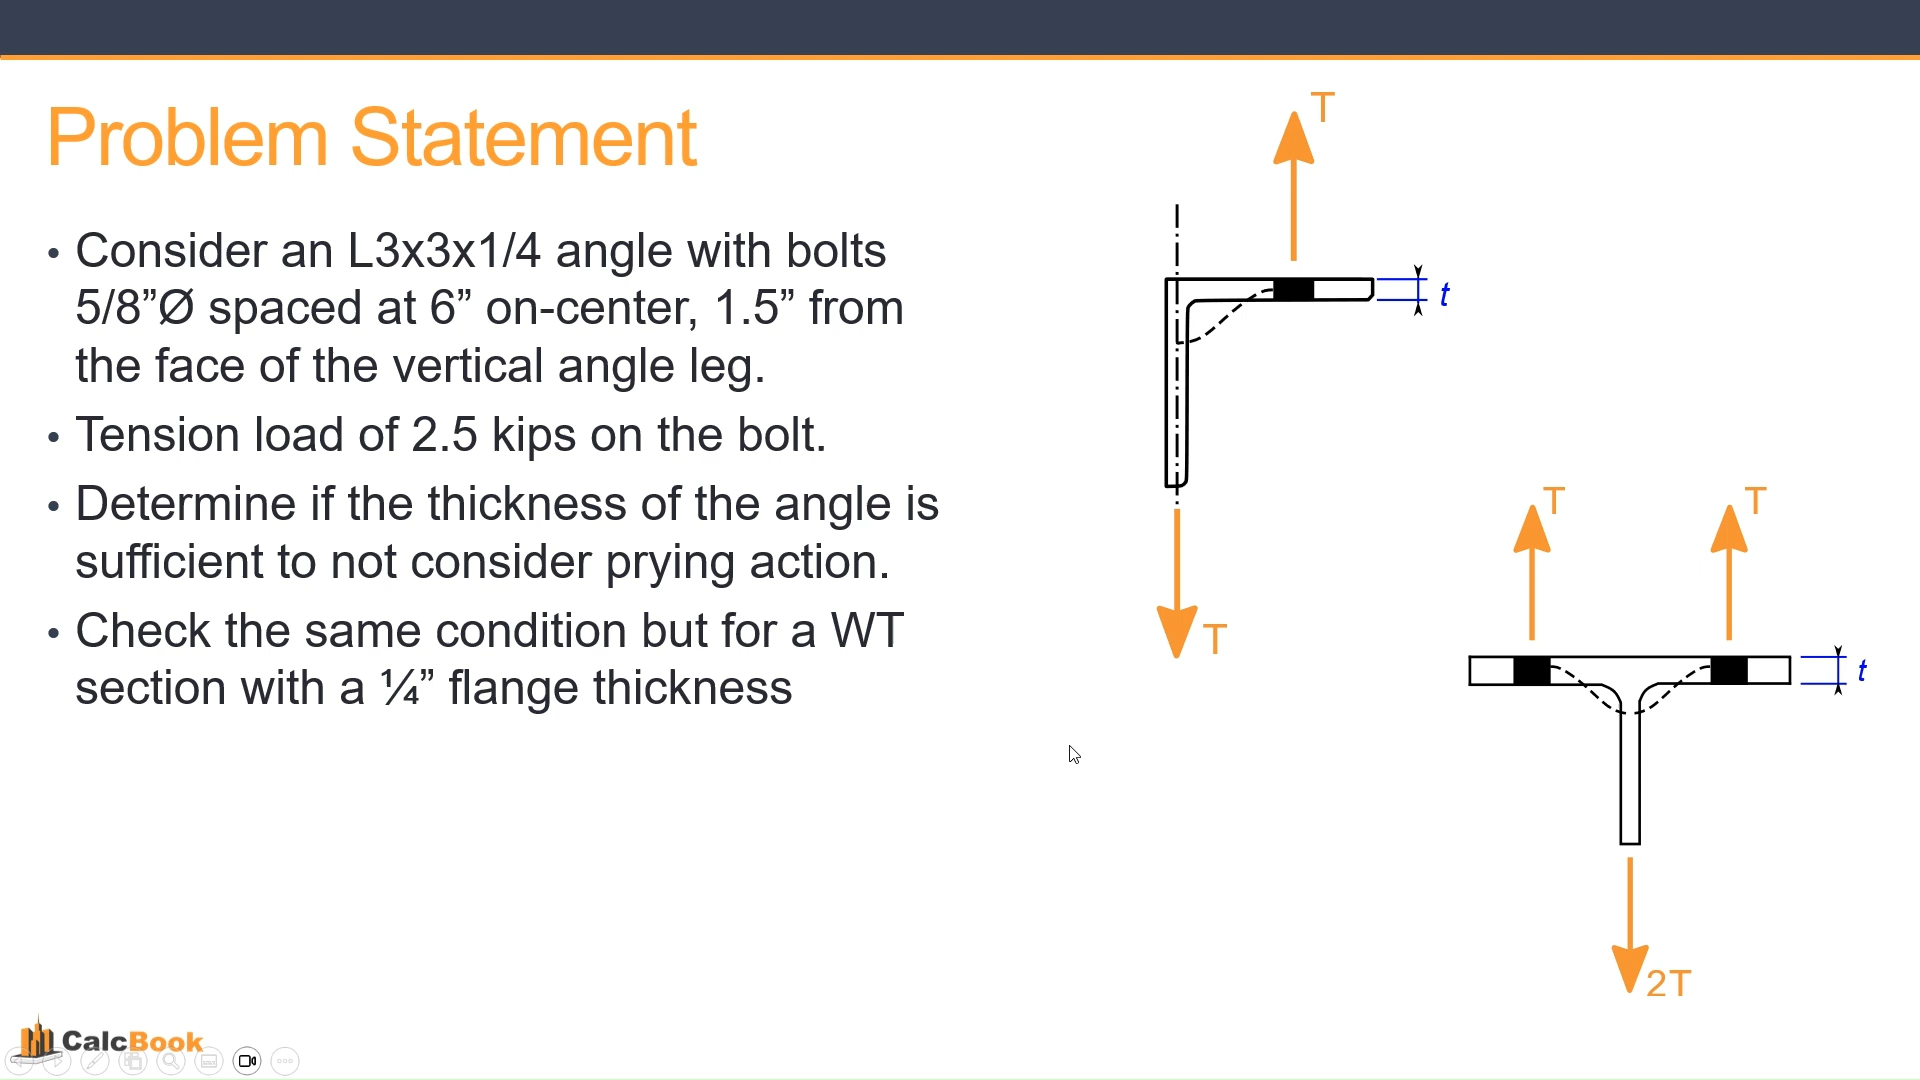 Problem Statement
• Consider an L3x3x1/4 angle with bolts
5/8”Ø spaced at 6” on-center, 1.5” from
the face of the vertical angle leg.
• Tension load of 2.5 kips on the bolt.
• Determine if the thickness of the angle is
sufficient to not consider prying action.
• Check the same condition but for a WT
section with a ¼” flange thickness
T
t
T
T
T
t
2T
CalcBook